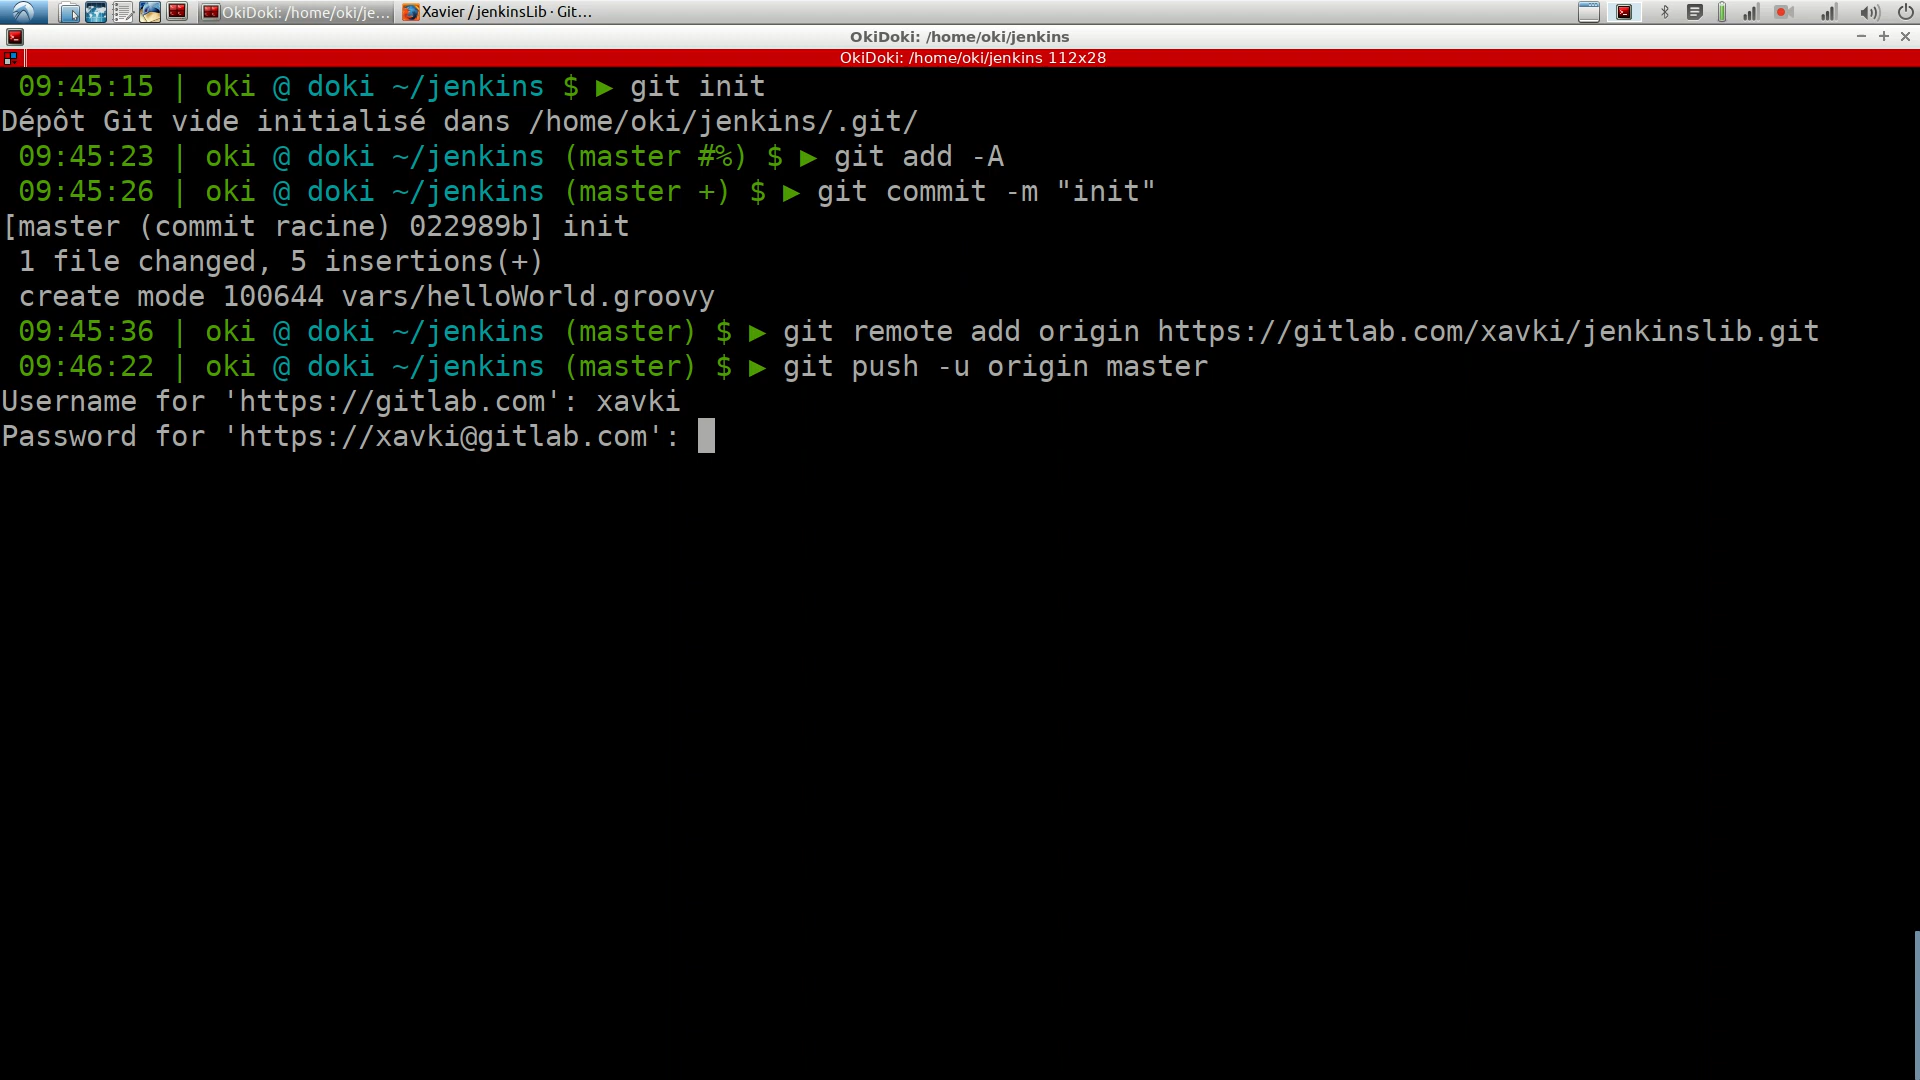 OkiDoki: /home/oki/je...
Xavier / jenkinsLib · Git...
OkiDoki: /home/oki/jenkins
OkiDoki: /home/oki/jenkins 112x28
09:45:15 | oki @ doki ~/jenkins $ ▶ git init
Dépôt Git vide initialisé dans /home/oki/jenkins/.git/
09:45:23 | oki @ doki ~/jenkins (master #%) $ ▶ git add -A
09:45:26 | oki @ doki ~/jenkins (master +) $ ▶ git commit -m "init"
[master (commit racine) 022989b] init
1 file changed, 5 insertions(+)
create mode 100644 vars/helloWorld.groovy
09:45:36 | oki @ doki ~/jenkins (master) $ ▶ git remote add origin https://gitlab.com/xavki/jenkinslib.git
09:46:22 | oki @ doki ~/jenkins (master) $ ▶ git push -u origin master
Username for 'https://gitlab.com': xavki
Password for 'https://xavki@gitlab.com':